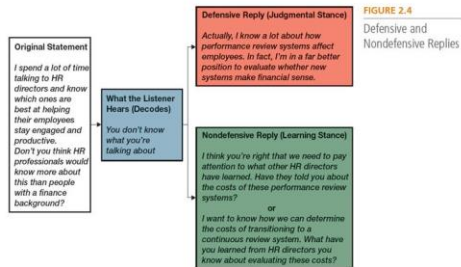 FIGURE 2.4
Defensive and
Nondefensive Replies
Original Statement
I spend a lot of time
talking to HR
directors and know
which ones are
best at helping
their employees
stay engaged and
productive.
Don't you think HR
professionals would
know more about
this than people
with a finance
background?
What the Listener
Hears (Decodes)
You don't know
what you're
talking about
Defensive Reply (Judgmental Stance)
Actually, I know a lot about how
performance review systems affect
employees. In fact, I'm in a far better
position to evaluate whether new
systems make financial sense.
Nondefensive Reply (Learning Stance)
I think you're right that we need to pay
attention to what other HR directors
have learned. Have they told you about
the costs of these performance review
systems?
or
I want to know how we can determine
the costs of transitioning to a
continuous review system. What have
you learned from HR directors you
know about evaluating these costs?